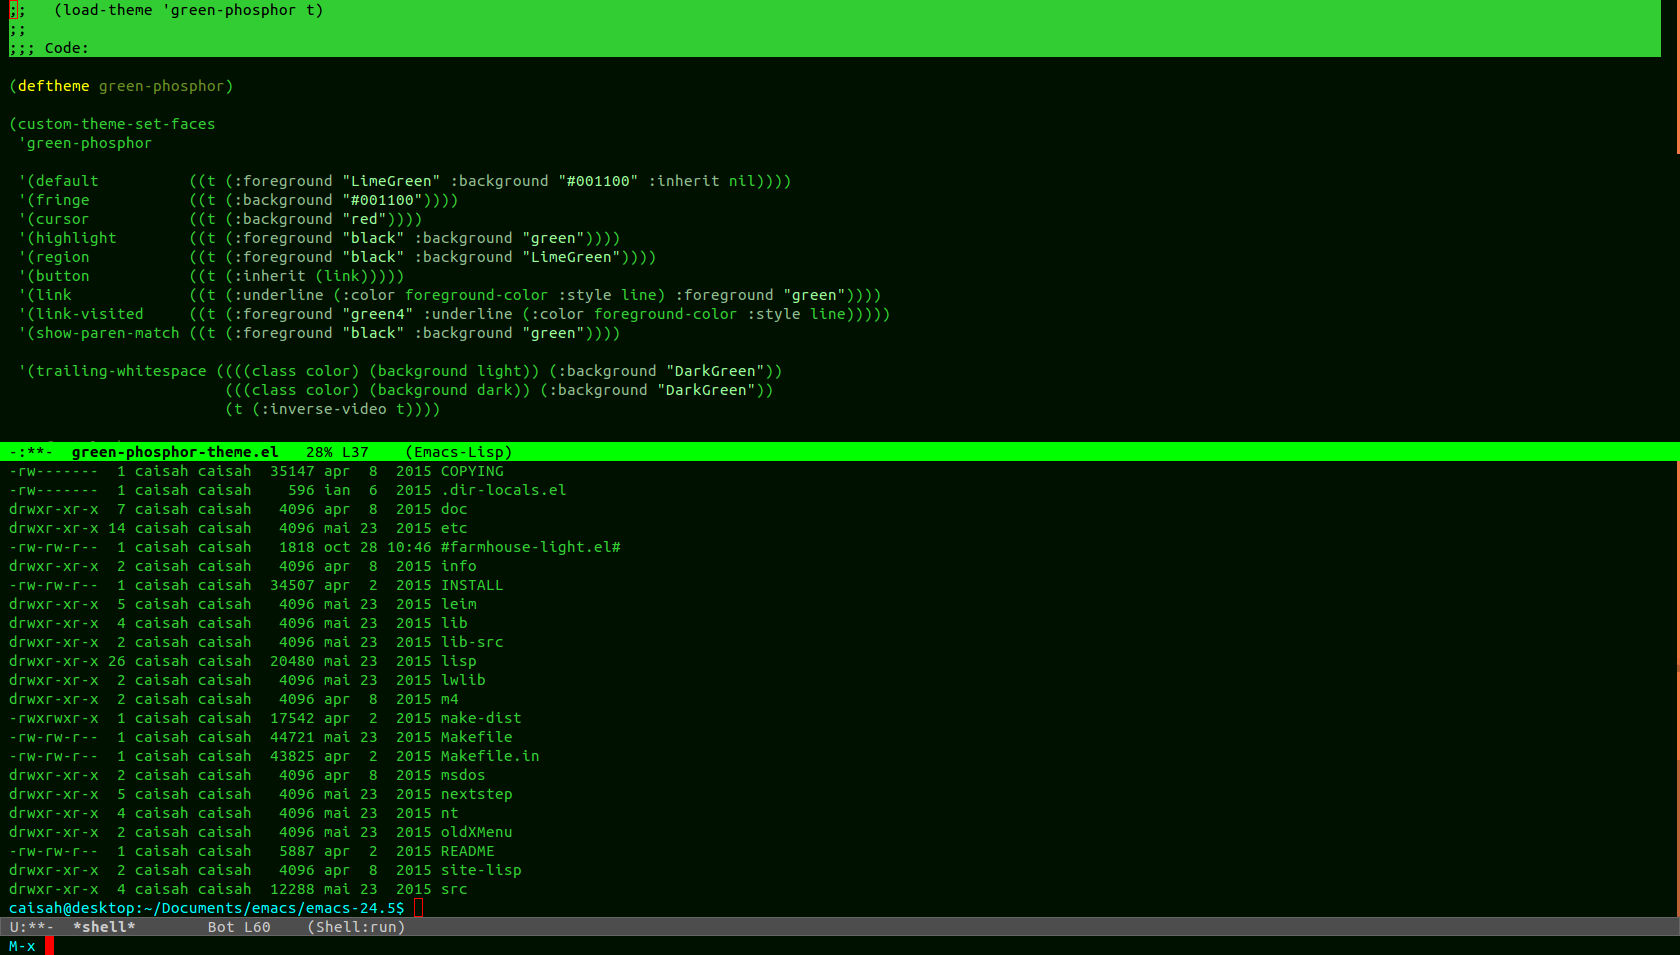 ;;   (load-theme 'green-phosphor t)
;;
;;; Code:

(deftheme green-phosphor)

(custom-theme-set-faces
 'green-phosphor

 '(default          ((t (:foreground "LimeGreen" :background "#001100" :inherit nil))))
 '(fringe           ((t (:background "#001100"))))
 '(cursor           ((t (:background "red"))))
 '(highlight        ((t (:foreground "black" :background "green"))))
 '(region           ((t (:foreground "black" :background "LimeGreen"))))
 '(button           ((t (:inherit (link)))))
 '(link             ((t (:underline (:color foreground-color :style line) :foreground "green"))))
 '(link-visited     ((t (:foreground "green4" :underline (:color foreground-color :style line)))))
 '(show-paren-match ((t (:foreground "black" :background "green"))))

 '(trailing-whitespace ((((class color) (background light)) (:background "DarkGreen"))
                        (((class color) (background dark)) (:background "DarkGreen"))
                        (t (:inverse-video t))))

-:**-  green-phosphor-theme.el   28% L37    (Emacs-Lisp)
-rw-------  1 caisah caisah  35147 apr  8  2015 COPYING
-rw-------  1 caisah caisah    596 ian  6  2015 .dir-locals.el
drwxr-xr-x  7 caisah caisah   4096 apr  8  2015 doc
drwxr-xr-x 14 caisah caisah   4096 mai 23  2015 etc
-rw-rw-r--  1 caisah caisah   1818 oct 28 10:46 #farmhouse-light.el#
drwxr-xr-x  2 caisah caisah   4096 apr  8  2015 info
-rw-rw-r--  1 caisah caisah  34507 apr  2  2015 INSTALL
drwxr-xr-x  5 caisah caisah   4096 mai 23  2015 leim
drwxr-xr-x  4 caisah caisah   4096 mai 23  2015 lib
drwxr-xr-x  2 caisah caisah   4096 mai 23  2015 lib-src
drwxr-xr-x 26 caisah caisah  20480 mai 23  2015 lisp
drwxr-xr-x  2 caisah caisah   4096 mai 23  2015 lwlib
drwxr-xr-x  2 caisah caisah   4096 apr  8  2015 m4
-rwxrwxr-x  1 caisah caisah  17542 apr  2  2015 make-dist
-rw-rw-r--  1 caisah caisah  44721 mai 23  2015 Makefile
-rw-rw-r--  1 caisah caisah  43825 apr  2  2015 Makefile.in
drwxr-xr-x  2 caisah caisah   4096 apr  8  2015 msdos
drwxr-xr-x  5 caisah caisah   4096 mai 23  2015 nextstep
drwxr-xr-x  4 caisah caisah   4096 mai 23  2015 nt
drwxr-xr-x  2 caisah caisah   4096 mai 23  2015 oldXMenu
-rw-rw-r--  1 caisah caisah   5887 apr  2  2015 README
drwxr-xr-x  2 caisah caisah   4096 apr  8  2015 site-lisp
drwxr-xr-x  4 caisah caisah  12288 mai 23  2015 src
caisah@desktop:~/Documents/emacs/emacs-24.5$
U:**-  *shell*        Bot L60    (Shell:run)
M-x